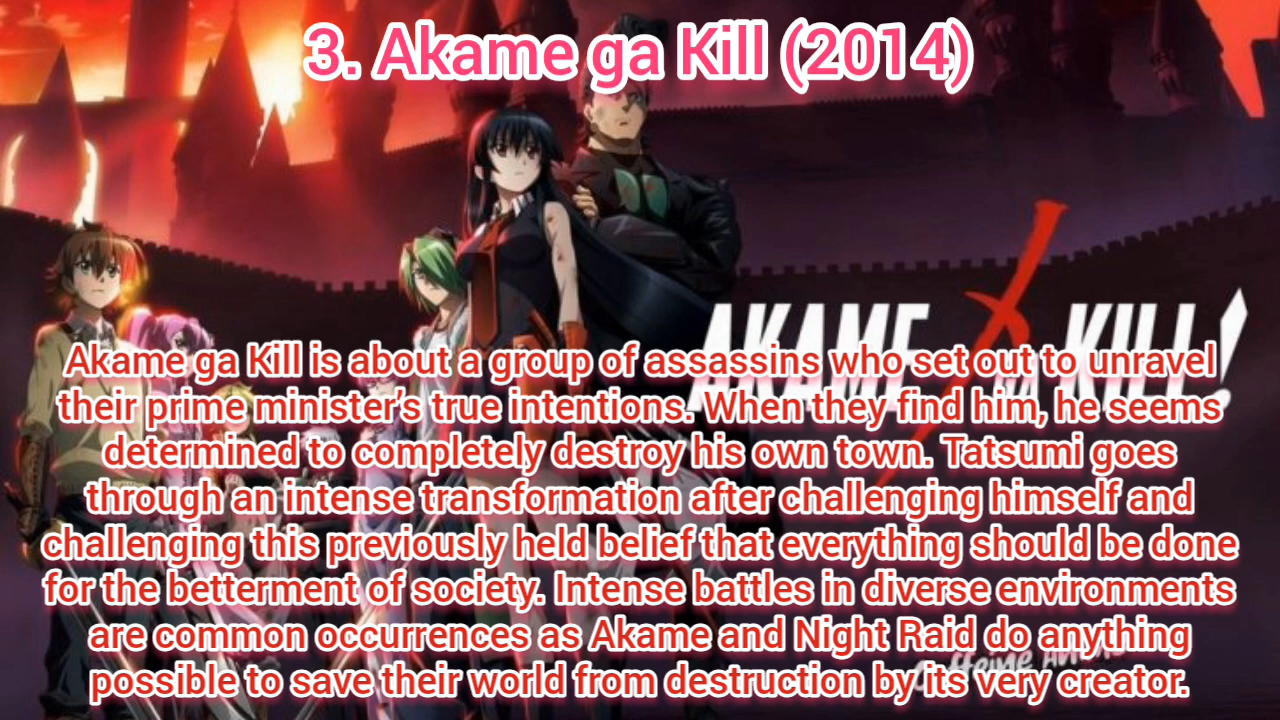 3. Akame ga Kill (2014)
AKAME GA KILL!
Akame ga Kill is about a group of assassins who set out to unravel
their prime minister's true intentions. When they find him, he seems
determined to completely destroy his own town. Tatsumi goes
through an intense transformation after challenging himself and
challenging this previously held belief that everything should be done
for the betterment of society. Intense battles in diverse environments
are common occurrences as Akame and Night Raid do anything
possible to save their world from destruction by its very creator.